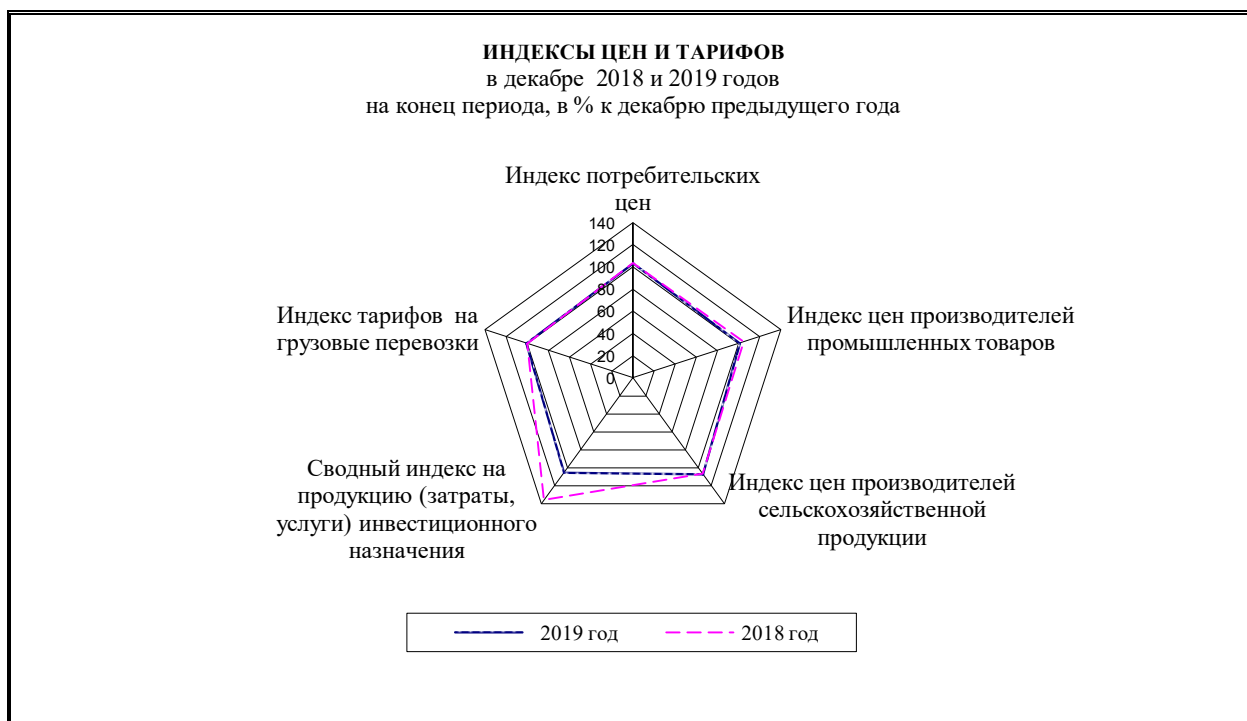 ИНДЕКСЫ ЦЕН И ТАРИФОВ
в декабре 2018 и 2019 годов
на конец периода, в % к декабрю предыдущего года
Индекс потребительских
цен
140
120
100
80
60
40
20
0
Индекс тарифов на
грузовые перевозки
Индекс цен производителей
промышленных товаров
Сводный индекс на
продукцию (затраты,
услуги) инвестиционного
назначения
Индекс цен производителей
сельскохозяйственной
продукции
2019 год
2018 год